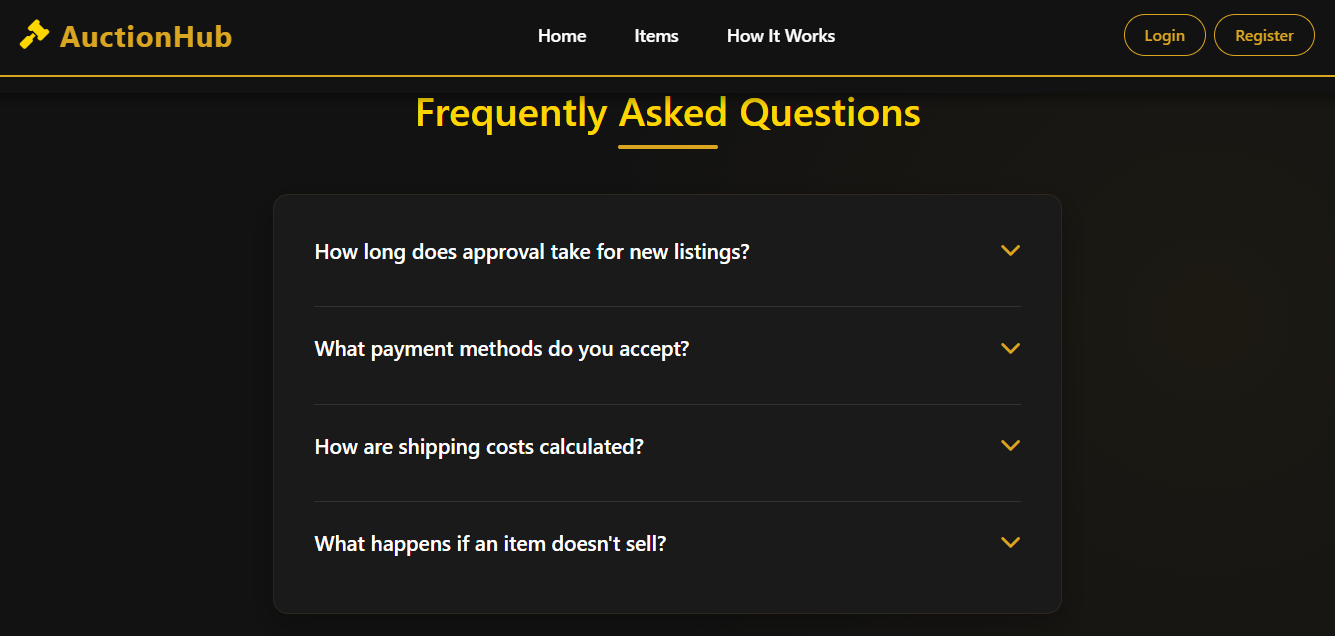 AuctionHub
Home Items How It Works
Login Register
Frequently Asked Questions
How long does approval take for new listings?
What payment methods do you accept?
How are shipping costs calculated?
What happens if an item doesn't sell?